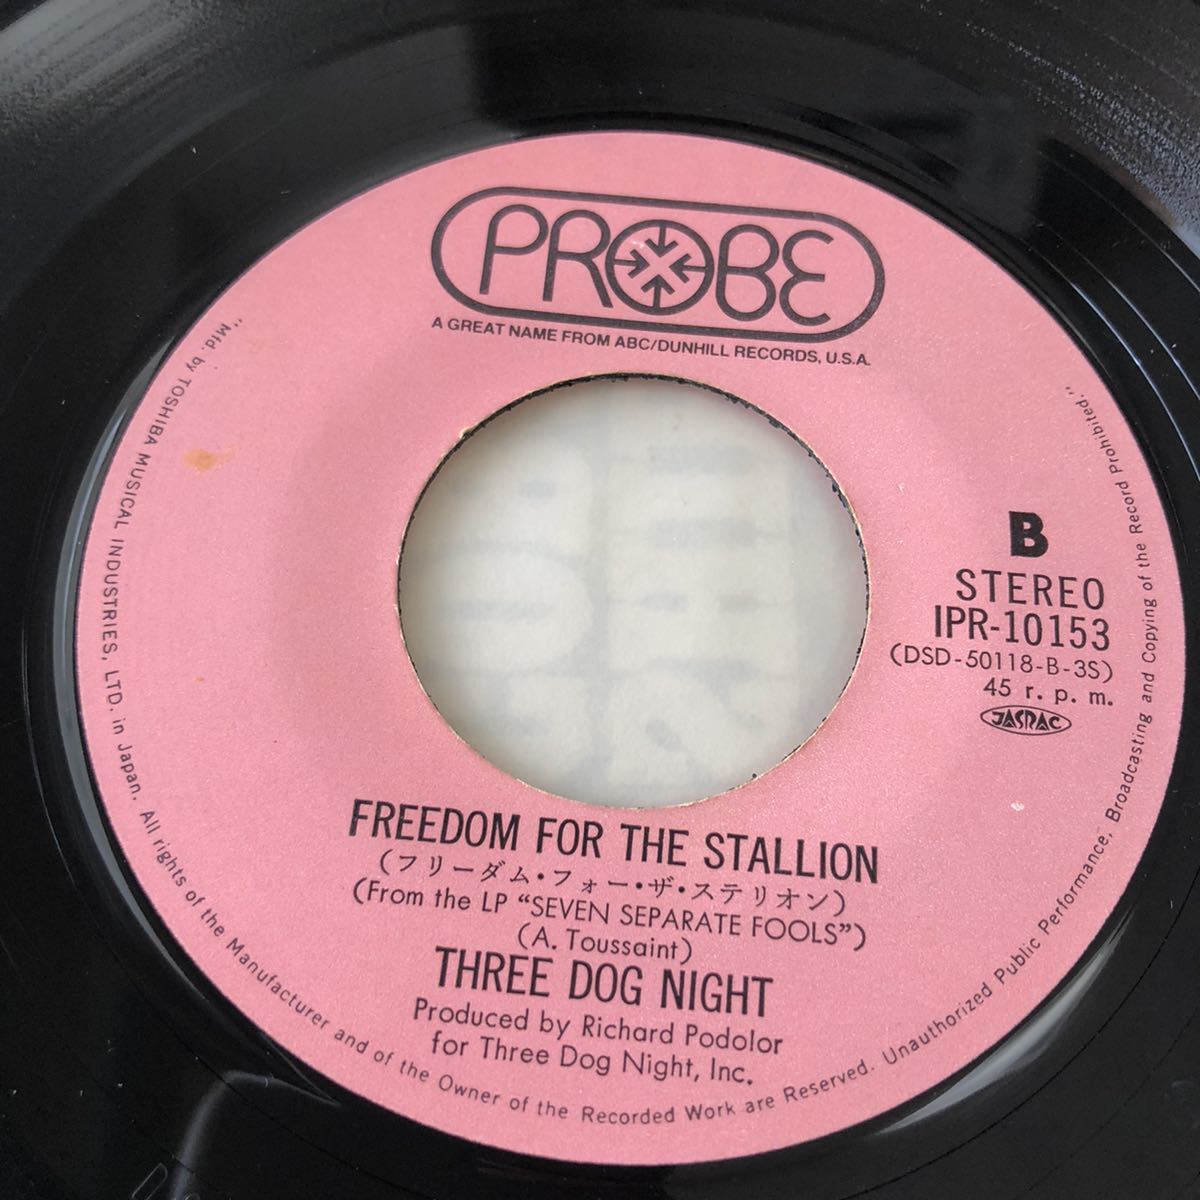 PROBE
A GREAT NAME FROM ABC/DUNHILL RECORDS, U.S.A.
B
STEREO
IPR-10153
(DSD-50118-B-3S)
45 r. p. m.
JASRAC
FREEDOM FOR THE STALLION
(フリーダム・フォー・ザ・ステリオン)
(From the LP “SEVEN SEPARATE FOOLS”)
(A. Toussaint)
THREE DOG NIGHT
Produced by Richard Podolor
for Three Dog Night, Inc.
"Mfd. by TOSHIBA MUSICAL INDUSTRIES, LTD. in Japan. All rights of the Manufacturer and of the Owner of the Recorded Work are Reserved. Unauthorized Public Performance, Broadcasting and Copying of the Record Prohibited."